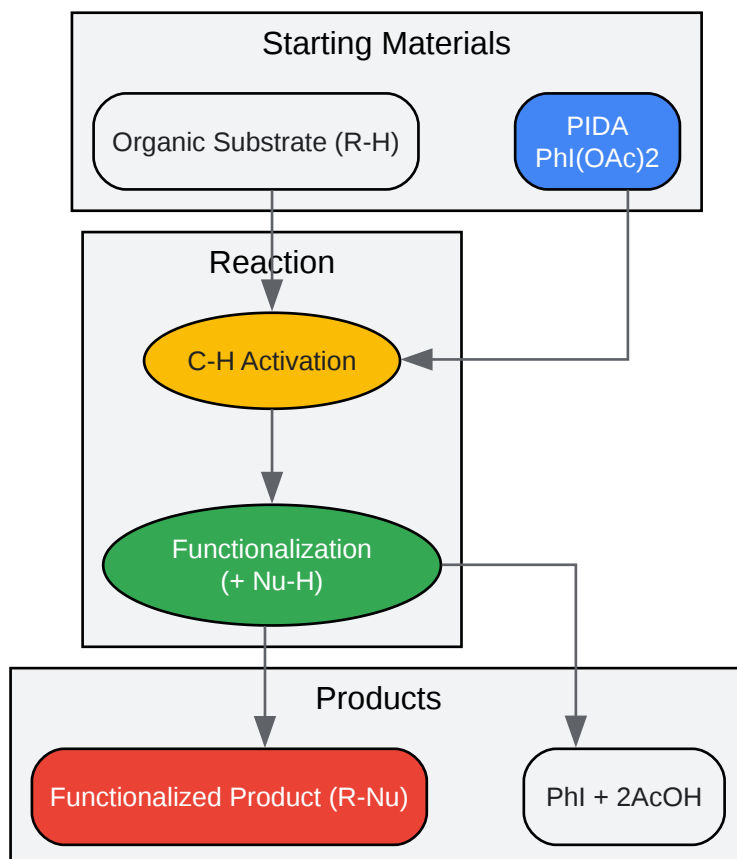 Starting Materials
Organic Substrate (R-H)
PIDA
PhI(OAc)2
Reaction
C-H Activation
Functionalization
(+ Nu-H)
Products
Functionalized Product (R-Nu)
PhI + 2AcOH